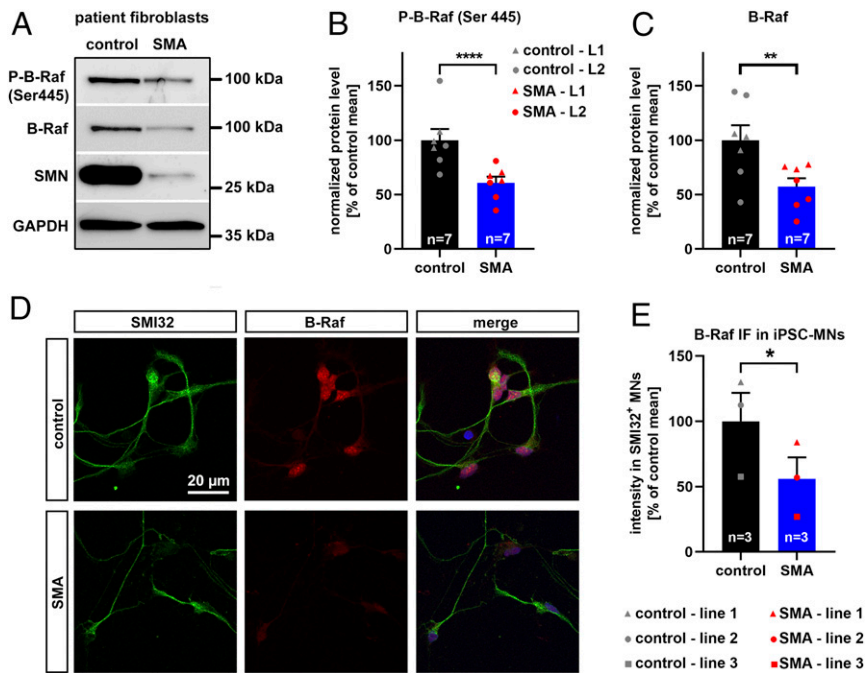 A
patient fibroblasts
control SMA
P-B-Raf
(Ser445)
100 kDa
B-Raf
100 kDa
SMN
25 kDa
GAPDH
35 kDa
B
P-B-Raf (Ser 445)
normalized protein level
[% of control mean]
150
100
50
0
****
control - L1
control - L2
SMA - L1
SMA - L2
n=7
n=7
control
SMA
C
B-Raf
normalized protein level
[% of control mean]
150
100
50
0
**
n=7
n=7
control
SMA
D
SMI32
B-Raf
merge
control
20 µm
SMA
E
B-Raf IF in iPSC-MNs
intensity in SMI32⁺ MNs
[% of control mean]
150
100
50
0
*
n=3
n=3
control
SMA
control - line 1
SMA - line 1
control - line 2
SMA - line 2
control - line 3
SMA - line 3